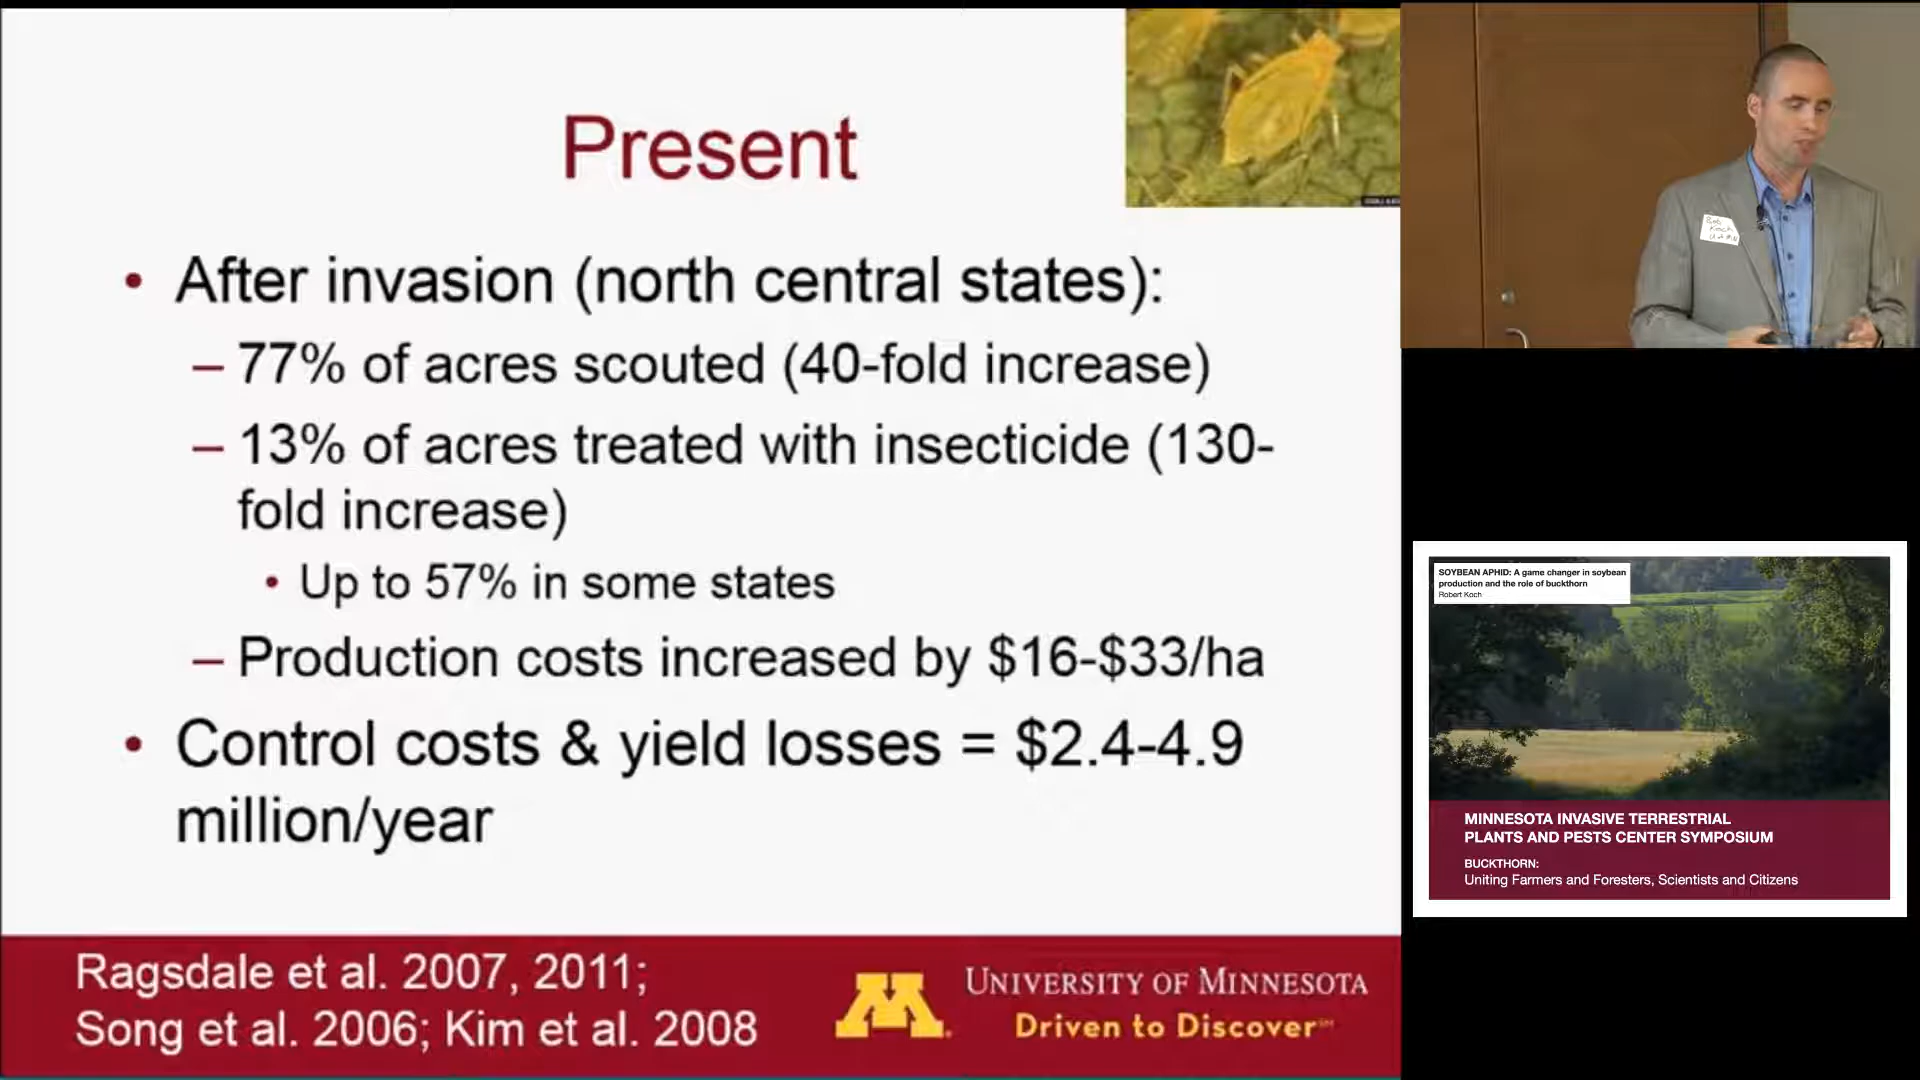 Present
• After invasion (north central states):
– 77% of acres scouted (40-fold increase)
– 13% of acres treated with insecticide (130-
fold increase)
• Up to 57% in some states
– Production costs increased by $16-$33/ha
• Control costs & yield losses = $2.4-4.9
million/year
Ragsdale et al. 2007, 2011;
Song et al. 2006; Kim et al. 2008
UNIVERSITY OF MINNESOTA
Driven to Discover℠
Bob
Koch
SOYBEAN APHID: A game changer in soybean
production and the role of buckthorn
Robert Koch
MINNESOTA INVASIVE TERRESTRIAL
PLANTS AND PESTS CENTER SYMPOSIUM
BUCKTHORN:
Uniting Farmers and Foresters, Scientists and Citizens